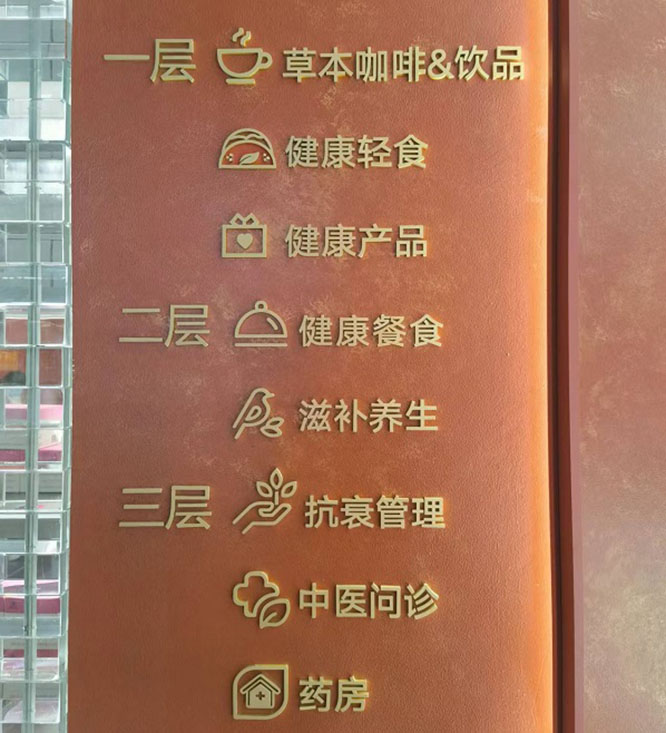 一层 草本咖啡&饮品
健康轻食
健康产品
二层 健康餐食
滋补养生
三层 抗衰管理
中医问诊
药房